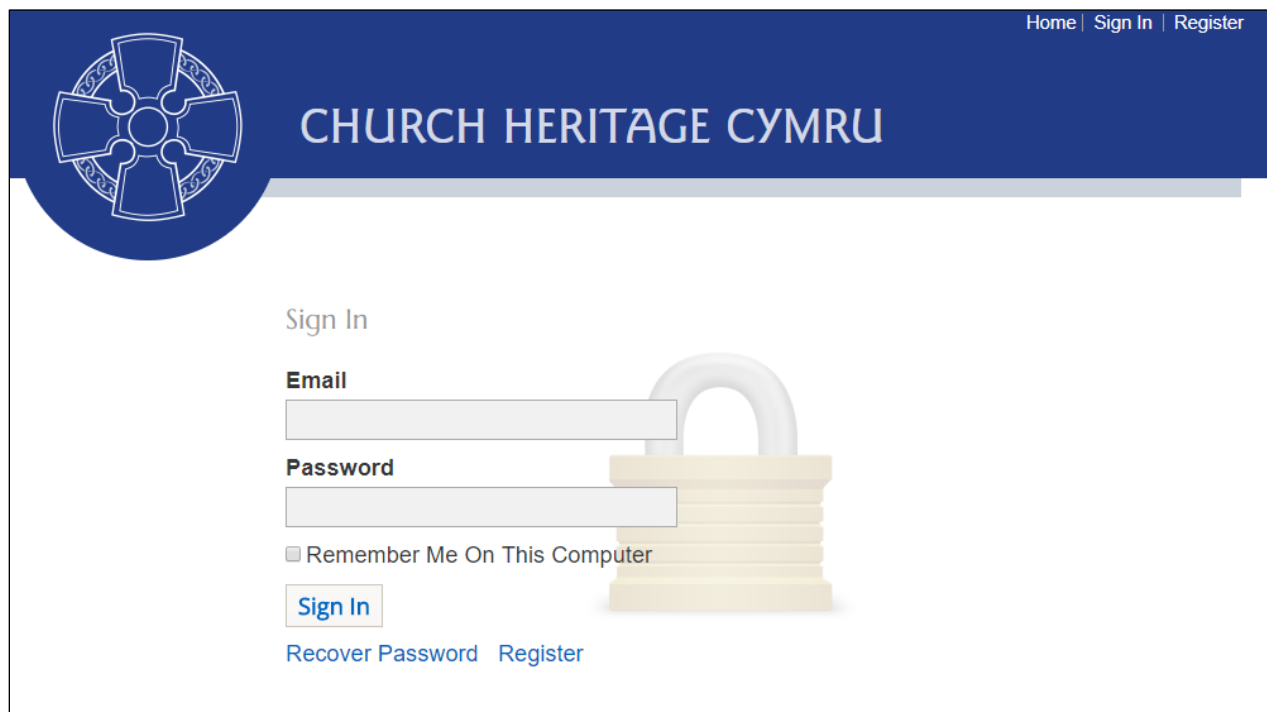 Home | Sign In | Register
CHURCH HERITAGE CYMRU
Sign In
Email
Password
Remember Me On This Computer
Sign In
Recover Password Register